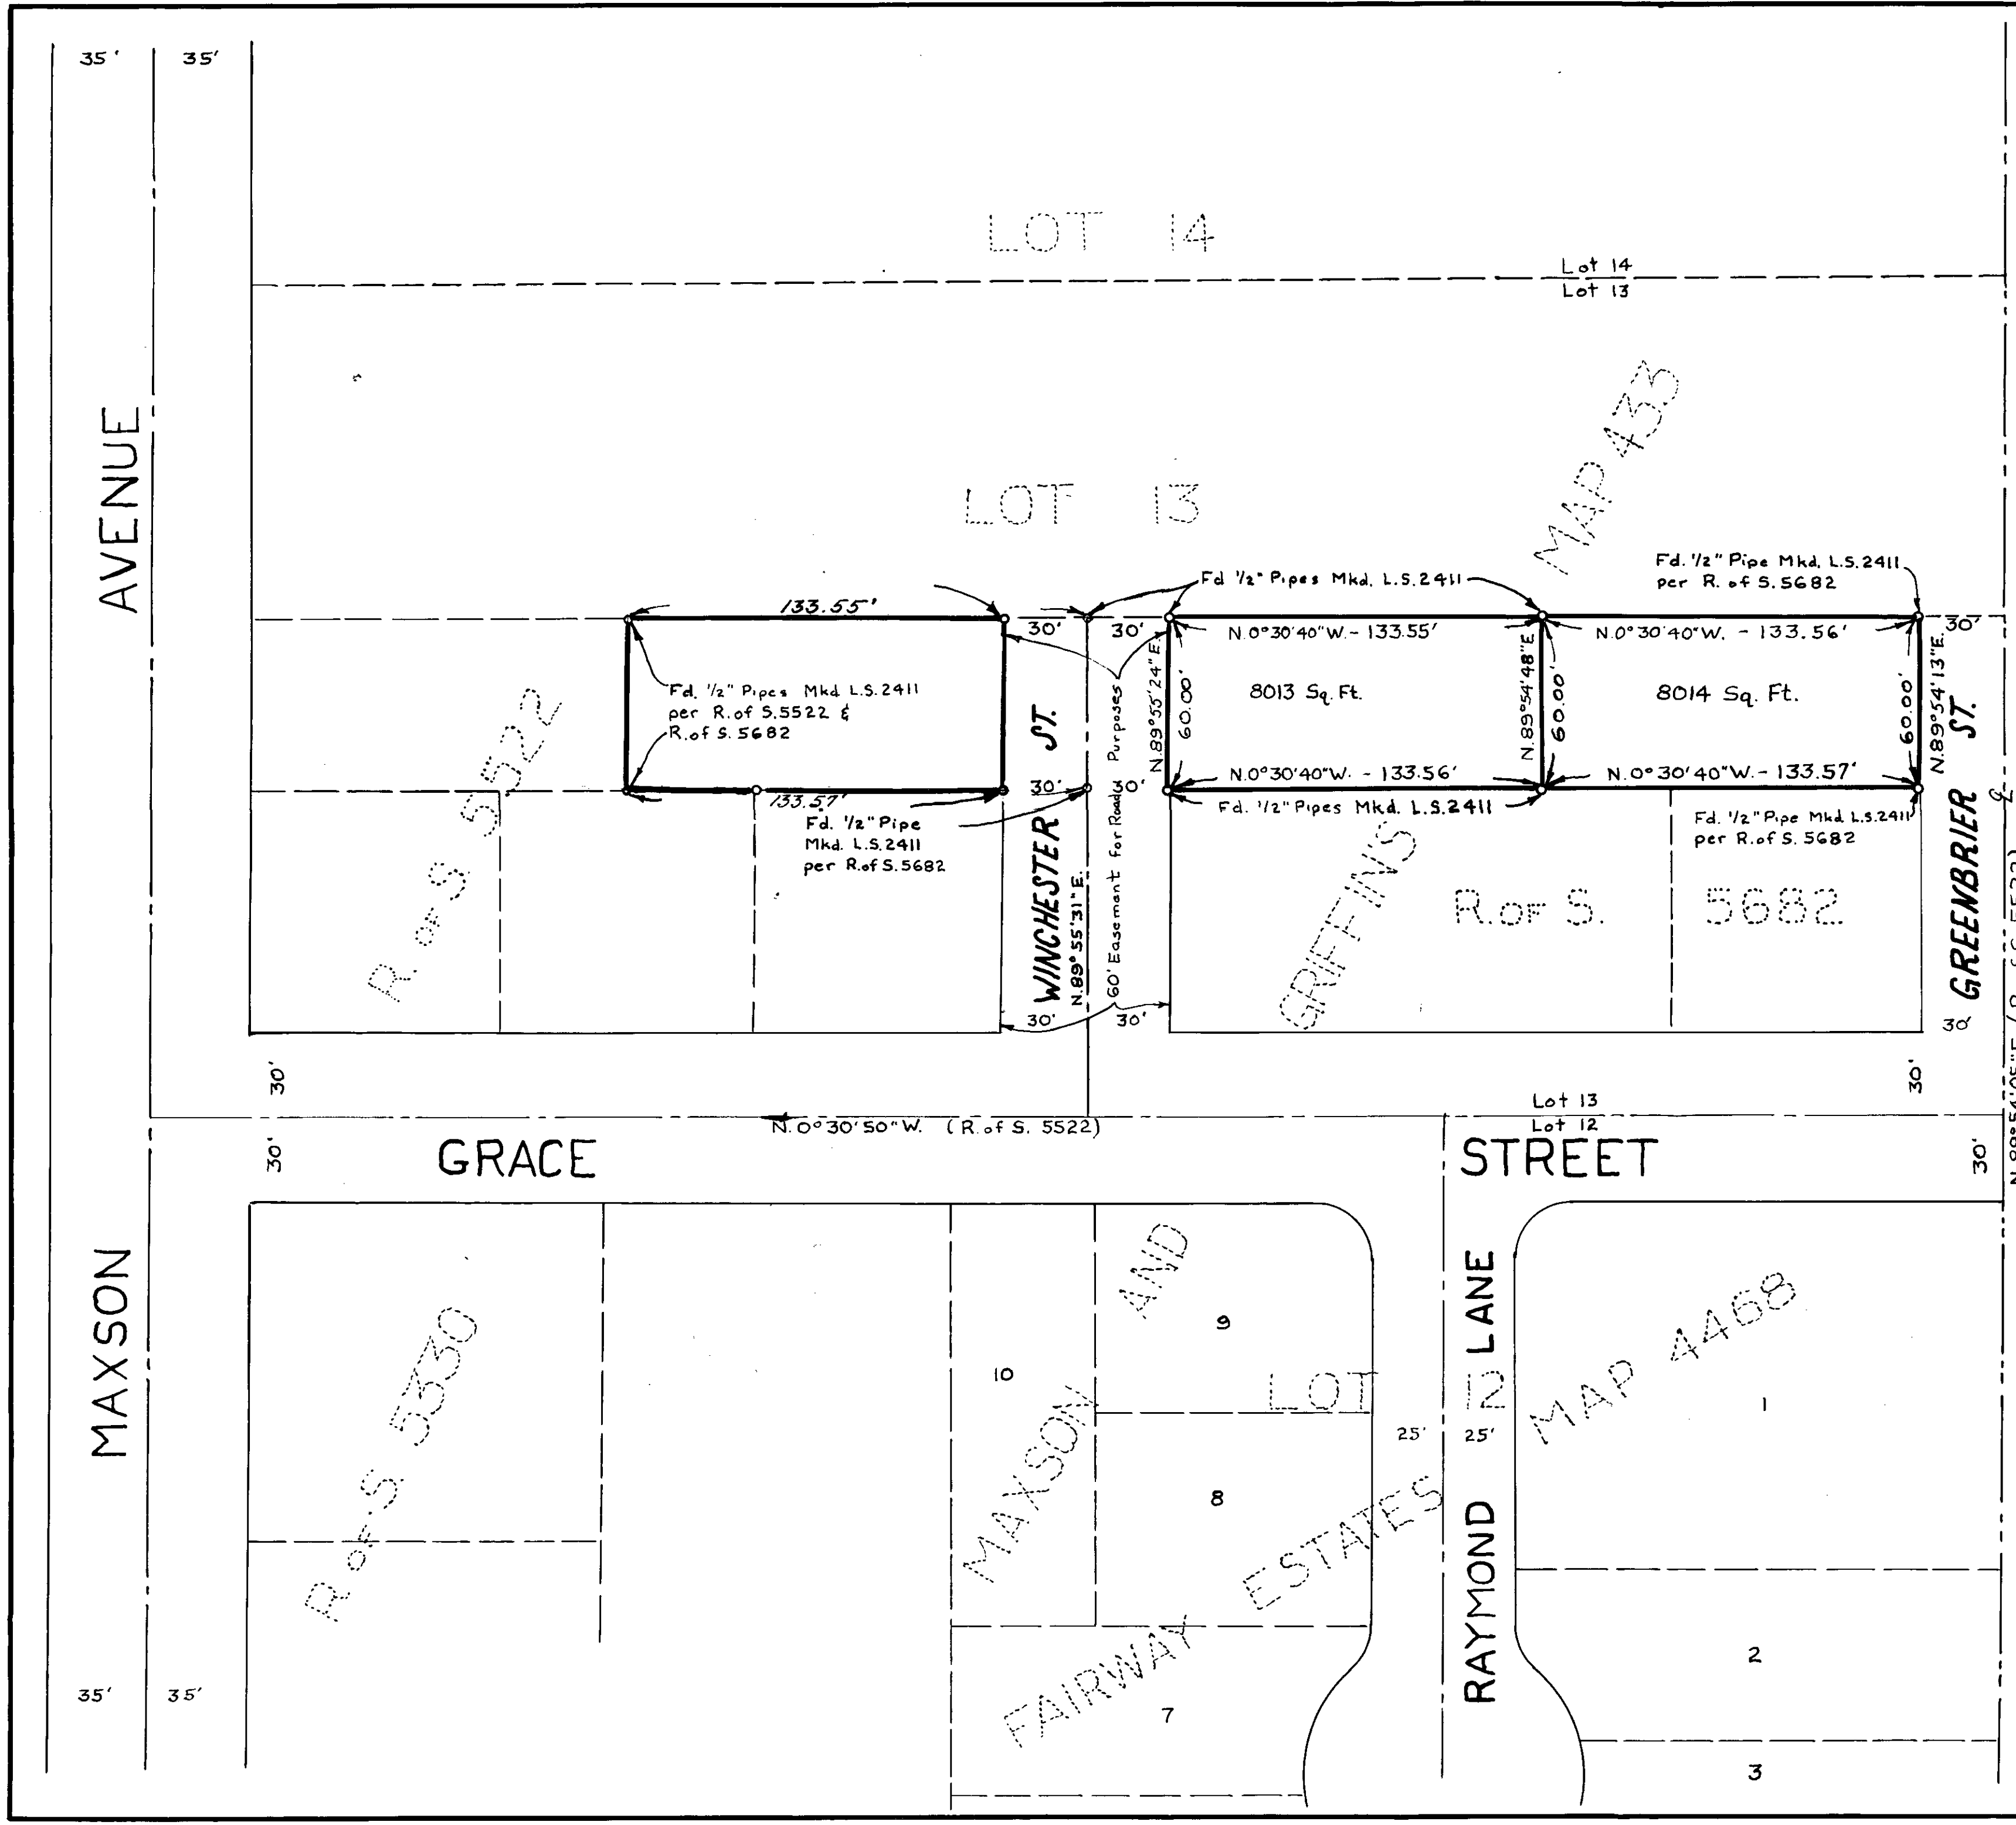 35' 35'
LOT 14
Lot 14
Lot 13
AVENUE
MAP 433
LOT 13
Fd. 1/2" Pipe Mkd. L.S.2411
per R. of S. 5682
Fd 1/2" Pipes Mkd. L.S.2411
133.55'
30' 30'
N.0°30'40"W.- 133.55'
N.0°30'40"W. - 133.56'
30'
Fd. 1/2" Pipes Mkd L.S.2411
per R. of S.5522 &
R. of S. 5682
N.89°55'24"E.
60.00'
8013 Sq. Ft.
N.89°54'48"E
60.00'
8014 Sq. Ft.
60.00'
N.89°54'13"E.
R. OF S 5522
30' 30'
N.0°30'40"W. - 133.56'
N.0°30'40"W.- 133.57'
133.57'
Fd. 1/2" Pipe
Mkd. L.S.2411
per R.of S.5682
Fd. 1/2" Pipes Mkd. L.S.2411
Fd. 1/2" Pipe Mkd L.S.2411
per R.of S. 5682
WINCHESTER ST.
N.89°55'31"E.
60' Easement for Road Purposes
GRIFFINS
R. OF S. 5682
GREENBRIER ST.
30' 30'
30'
30'
30'
Lot 13
Lot 12
N.0°30'50"W. (R.of S. 5522)
30'
GRACE STREET
30'
MAXSON
R OF S 5330
AND
9
10
LOT 12
MAXSON
8
25' 25'
RAYMOND LANE
MAP 4468
1
ESTATES
FAIRWAY
7
2
3
35' 35'